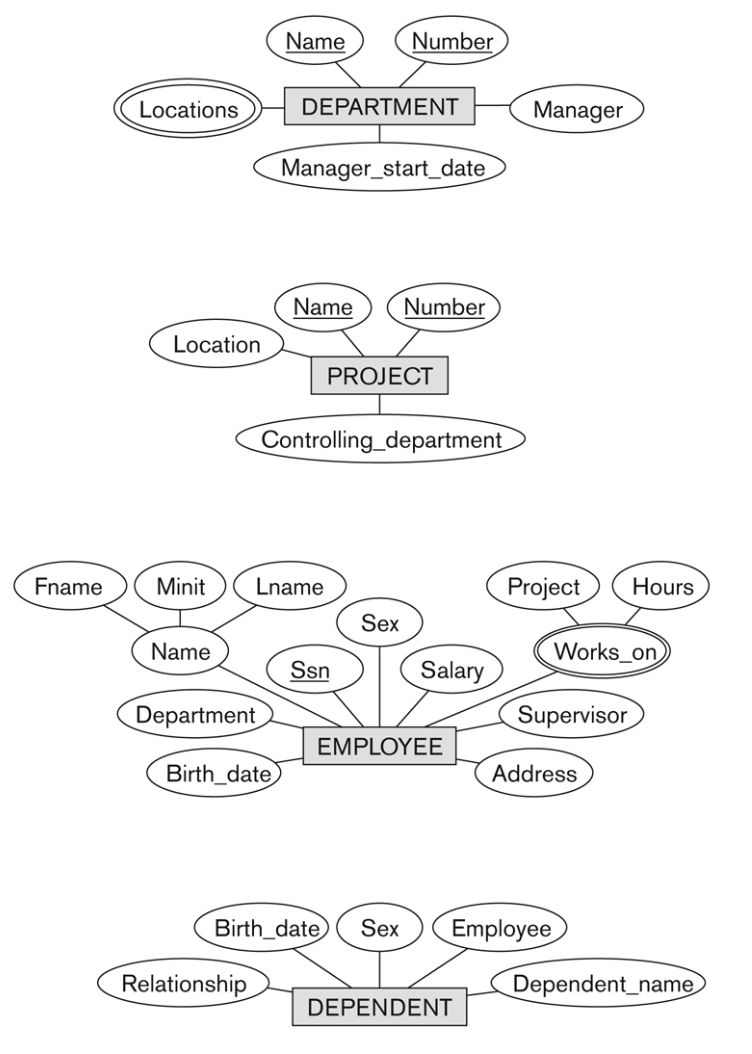 Name
Number
Locations
DEPARTMENT
Manager
Manager_start_date
Name
Number
Location
PROJECT
Controlling_department
Fname
Minit
Lname
Project
Hours
Sex
Name
Works_on
Ssn
Salary
Department
Supervisor
EMPLOYEE
Birth_date
Address
Birth_date
Sex
Employee
Relationship
Dependent_name
DEPENDENT